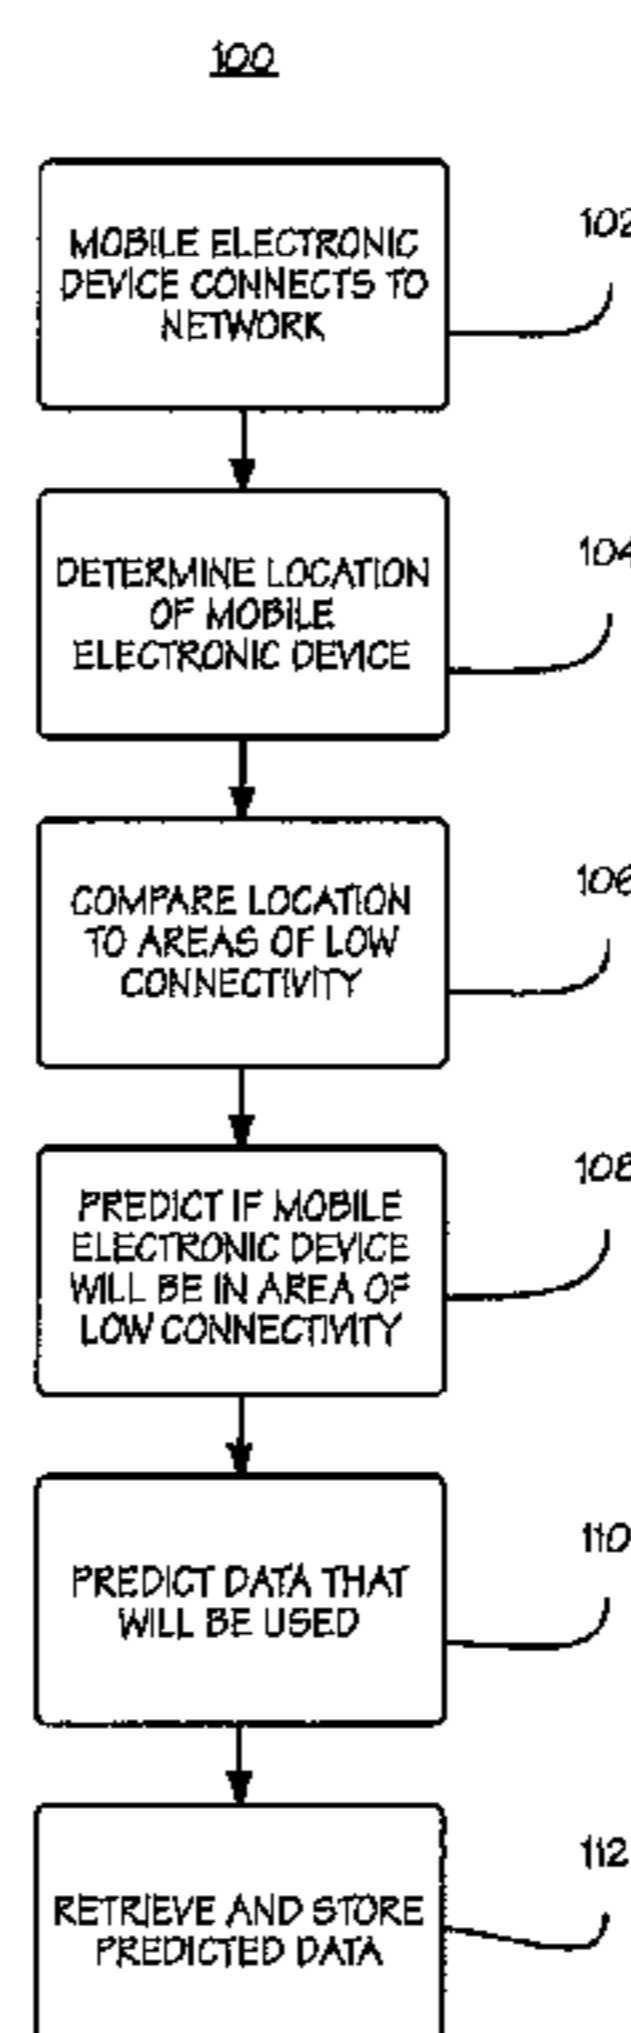 100
MOBILE ELECTRONIC
DEVICE CONNECTS TO
NETWORK
102
DETERMINE LOCATION
OF MOBILE
ELECTRONIC DEVICE
104
COMPARE LOCATION
TO AREAS OF LOW
CONNECTIVITY
106
PREDICT IF MOBILE
ELECTRONIC DEVICE
WILL BE IN AREA OF
LOW CONNECTIVITY
108
PREDICT DATA THAT
WILL BE USED
110
RETRIEVE AND STORE
PREDICTED DATA
112